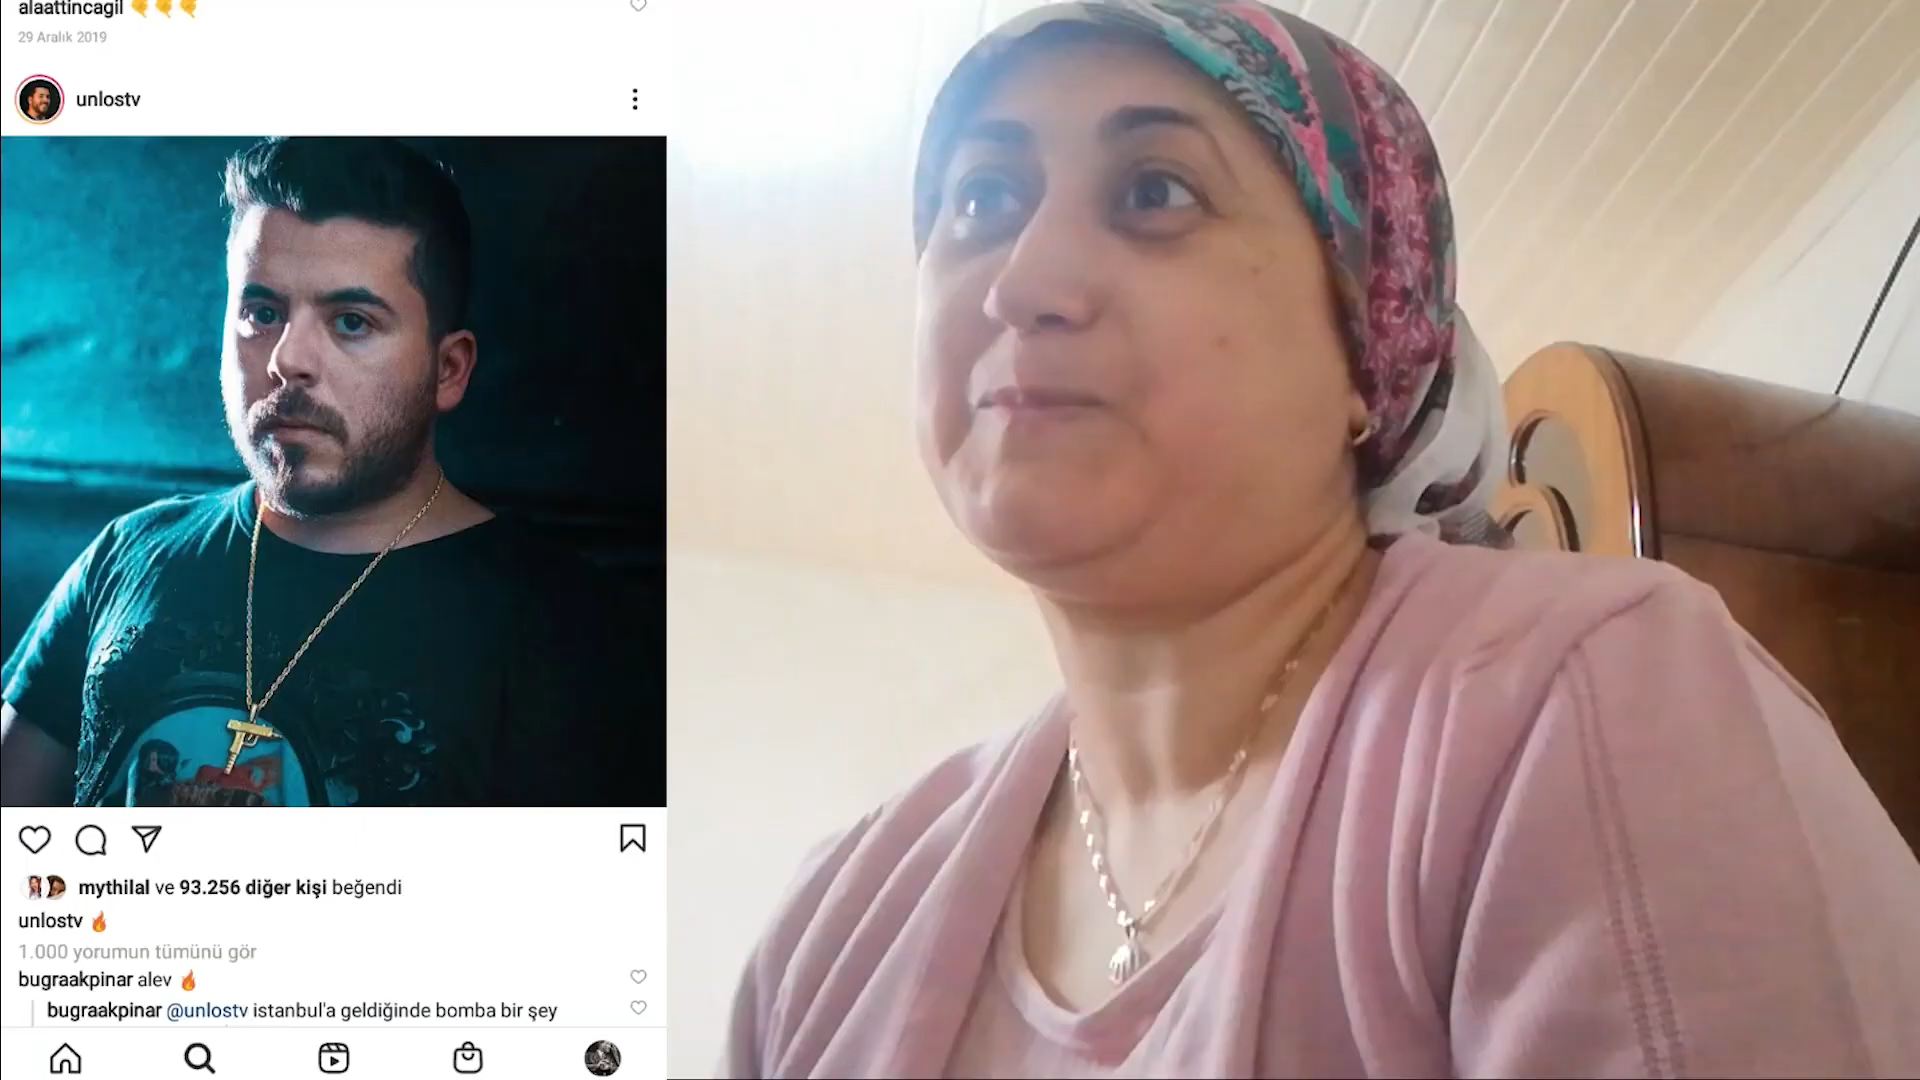 alaattincagil 👈👈👈
29 Aralık 2019
unlostv
mythilal ve 93.256 diğer kişi beğendi
unlostv 🔥
1.000 yorumun tümünü gör
bugraakpinar alev 🔥
bugraakpinar @unlostv istanbul'a geldiğinde bomba bir şey